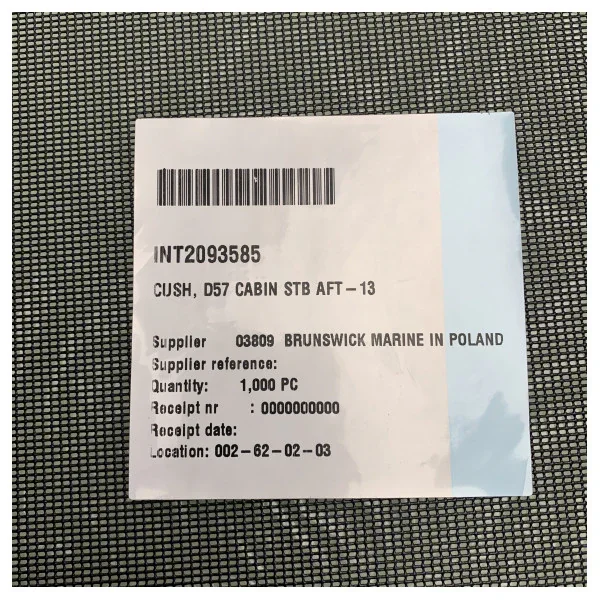 INT2093585
CUSH, D57 CABIN STB AFT-13
Supplier 03809 BRUNSWICK MARINE IN POLAND
Supplier reference:
Quantity: 1,000 PC
Receipt nr : 0000000000
Receipt date:
Location: 002-62-02-03